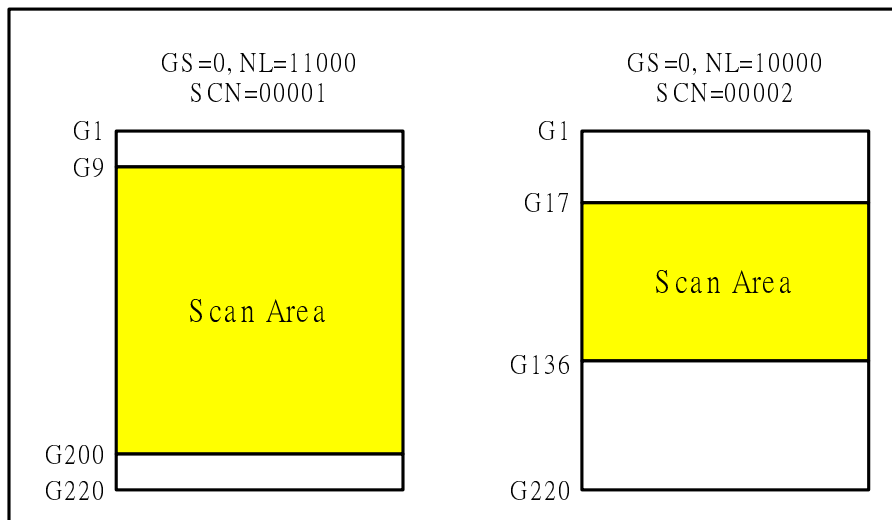 GS=0, NL=11000
SCN=00001
G1
G9
Scan Area
G200
G220
GS=0, NL=10000
SCN=00002
G1
G17
Scan Area
G136
G220